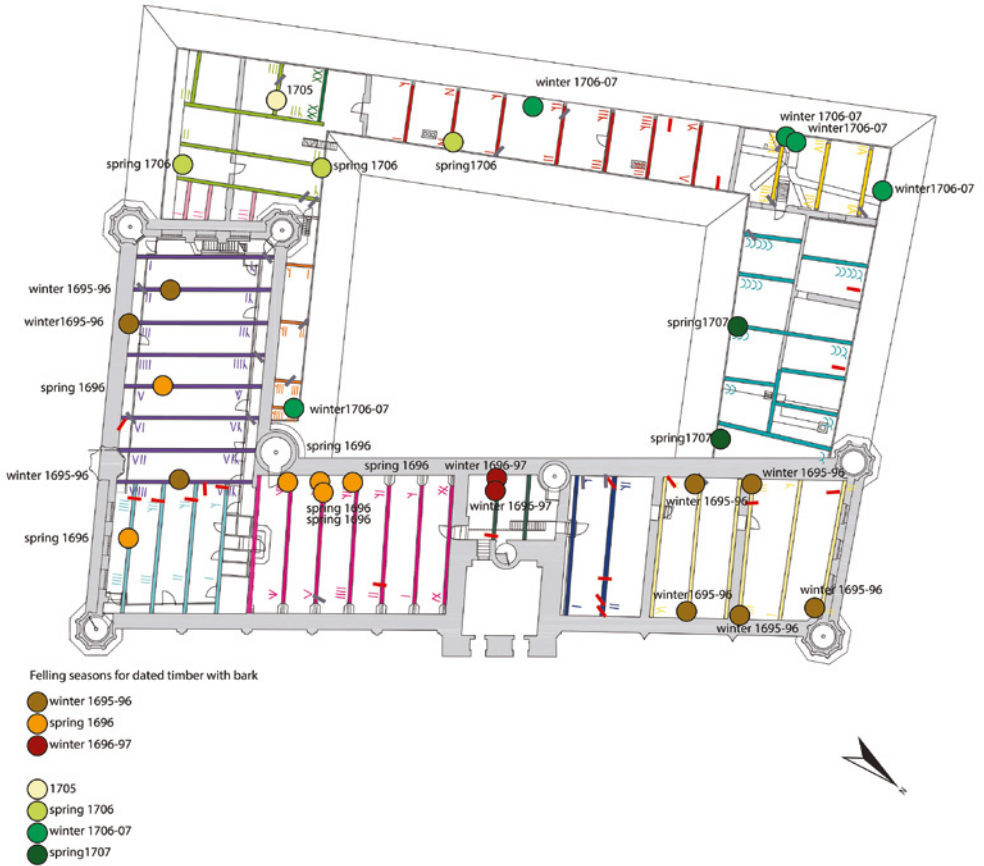 winter 1706-07
1705
winter 1706-07
winter1706-07
spring 1706
spring 1706
spring1706
winter1706-07
winter 1695-96
winter1695-96
spring1707
spring 1696
winter1706-07
spring 1696
spring1707
winter 1695-96
spring 1696
winter 1696-97
winter 1695-96
winter 1695-96
spring 1696
spring 1696
winter 1696-97
spring 1696
winter 1695-96
winter 1695-96
winter 1695-96
Felling seasons for dated timber with bark
winter 1695-96
spring 1696
winter 1696-97
1705
spring 1706
winter 1706-07
spring1707
N